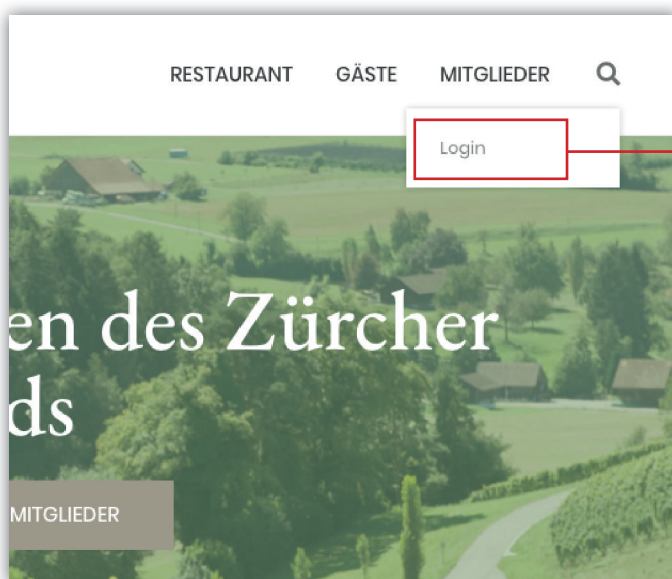 RESTAURANT GÄSTE MITGLIEDER
Login
en des Zürcher
ds
MITGLIEDER